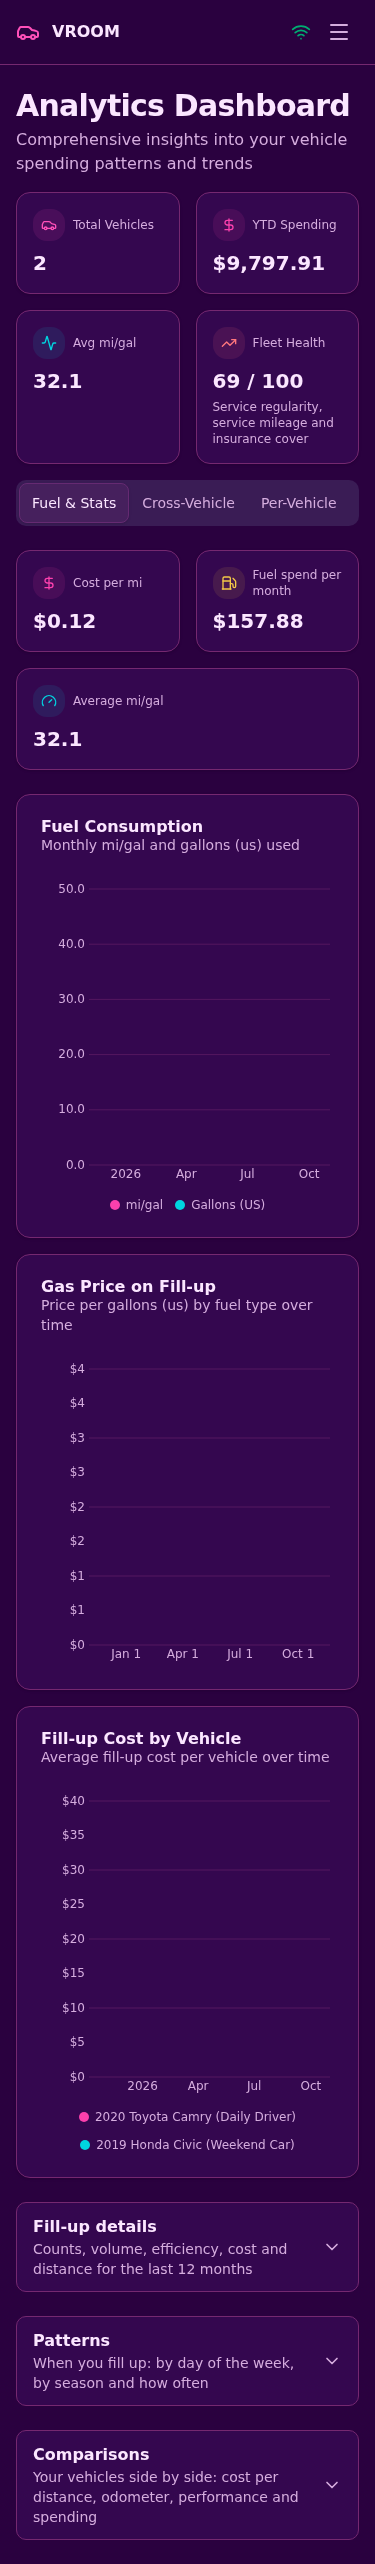 VROOM
Analytics Dashboard
Comprehensive insights into your vehicle
spending patterns and trends
Total Vehicles
2
YTD Spending
$9,797.91
Avg mi/gal
32.1
Fleet Health
69 / 100
Service regularity,
service mileage and
insurance cover
Fuel & Stats
Cross-Vehicle
Per-Vehicle
Cost per mi
$0.12
Fuel spend per
month
$157.88
Average mi/gal
32.1
Fuel Consumption
Monthly mi/gal and gallons (us) used
50.0
40.0
30.0
20.0
10.0
0.0
2026 Apr Jul Oct
mi/gal Gallons (US)
Gas Price on Fill-up
Price per gallons (us) by fuel type over
time
$4
$4
$3
$3
$2
$2
$1
$1
$0
Jan 1 Apr 1 Jul 1 Oct 1
Fill-up Cost by Vehicle
Average fill-up cost per vehicle over time
$40
$35
$30
$25
$20
$15
$10
$5
$0
2026 Apr Jul Oct
2020 Toyota Camry (Daily Driver)
2019 Honda Civic (Weekend Car)
Fill-up details
Counts, volume, efficiency, cost and
distance for the last 12 months
Patterns
When you fill up: by day of the week,
by season and how often
Comparisons
Your vehicles side by side: cost per
distance, odometer, performance and
spending